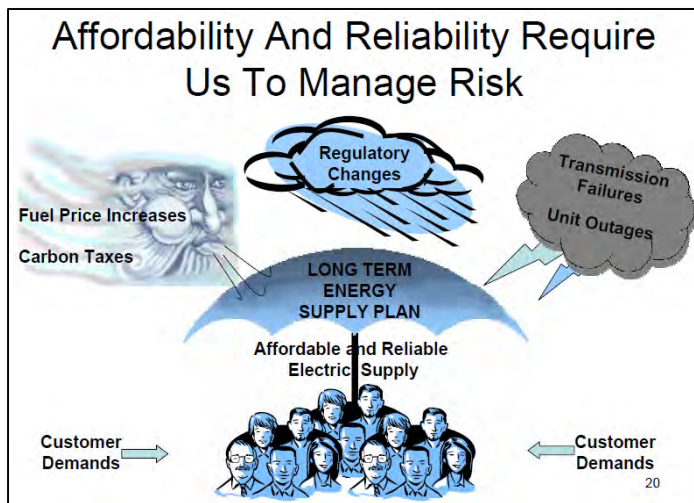 Affordability And Reliability Require
Us To Manage Risk
Regulatory
Changes
Transmission
Failures
Unit Outages
Fuel Price Increases
Carbon Taxes
LONG TERM
ENERGY
SUPPLY PLAN
Affordable and Reliable
Electric Supply
Customer
Demands
Customer
Demands
20